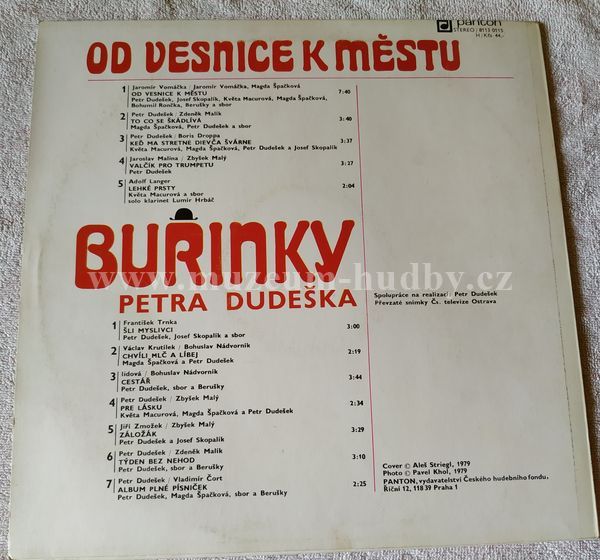 panton
STEREO / 8113 0115
H / Kčs 44,-
OD VESNICE K MĚSTU
1 Jaromír Vomáčka / Jaromír Vomáčka, Magda Špačková
OD VESNICE K MĚSTU 7:40
Petr Dudešek, Josef Skopalík, Květa Macurová, Magda Špačková,
Bohumil Rončka, Berušky a sbor
2 Petr Dudešek / Zdeněk Malík
TO CO SE ŠKÁDLÍVÁ 3:40
Magda Špačková, Petr Dudešek a sbor
3 Petr Dudešek / Boris Droppa
KEĎ MA STRETNE DIEVČA ŠVÁRNE 3:37
Květa Macurová, Magda Špačková, Petr Dudešek a Josef Skopalík
4 Jaroslav Malina / Zbyšek Malý
VALČÍK PRO TRUMPETU 3:27
Petr Dudešek
5 Adolf Langer
LEHKÉ PRSTY 2:04
Květa Macurová a sbor
solo klarinet Lumír Hrbáč
BUŘINKY
PETRA DUDEŠKA
www.muzeum-hudby.cz
1 František Trnka
ŠLI MYSLIVCI 3:00
Petr Dudešek, Josef Skopalík a sbor
2 Václav Krutílek / Bohuslav Nádvorník
CHVÍLI MLČ A LÍBEJ 2:19
Magda Špačková a Petr Dudešek
3 lidová / Bohuslav Nádvorník
CESTÁŘ 3:44
Petr Dudešek, sbor a Berušky
4 Petr Dudešek / Zbyšek Malý
PRE LÁSKU 2:34
Květa Macurová, Magda Špačková a Petr Dudešek
5 Jiří Zmožek / Zbyšek Malý
ZÁLOŽÁK 3:29
Petr Dudešek a Josef Skopalík
6 Petr Dudešek / Zdeněk Malík
TÝDEN BEZ NEHOD 3:10
Petr Dudešek, sbor a Berušky
7 Petr Dudešek / Vladimír Čort
ALBUM PLNÉ PÍSNIČEK 2:25
Petr Dudešek, Magda Špačková, sbor a Berušky
Spolupráce na realizaci / Petr Dudešek
Převzaté snímky Čs. televize Ostrava
Cover © Aleš Striegl, 1979
Photo © Pavel Khol, 1979
PANTON, vydavatelství Českého hudebního fondu,
Říční 12, 118 39 Praha 1